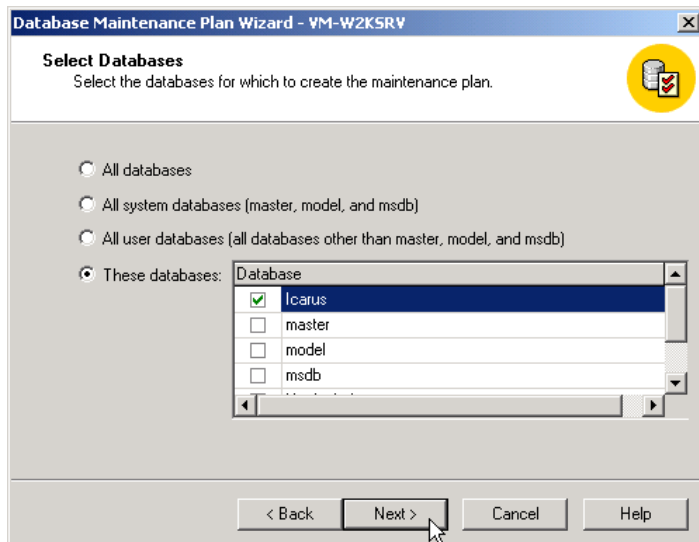 Database Maintenance Plan Wizard - VM-W2KSRV
Select Databases
Select the databases for which to create the maintenance plan.
All databases
All system databases (master, model, and msdb)
All user databases (all databases other than master, model, and msdb)
These databases:
Database
Icarus
master
model
msdb
< Back
Next >
Cancel
Help